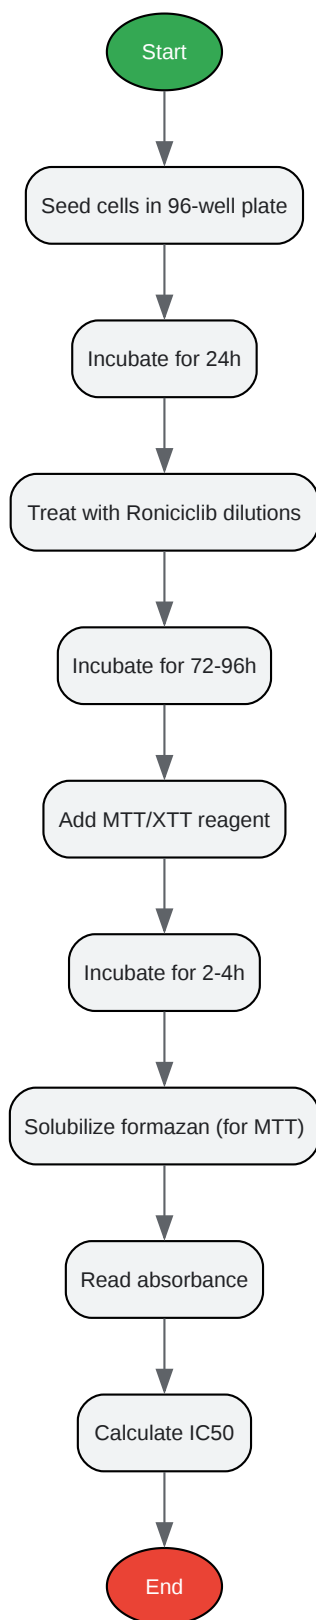 Start
Seed cells in 96-well plate
Incubate for 24h
Treat with Roniciclib dilutions
Incubate for 72-96h
Add MTT/XTT reagent
Incubate for 2-4h
Solubilize formazan (for MTT)
Read absorbance
Calculate IC50
End